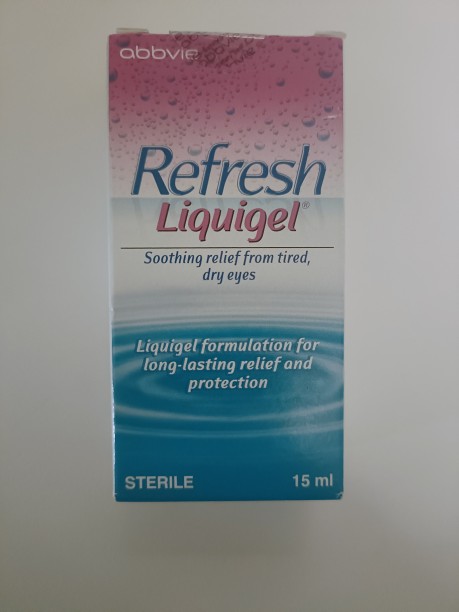 abbvie
Refresh
Liquigel®
Soothing relief from tired,
dry eyes
Liquigel formulation for
long-lasting relief and
protection
STERILE 15 ml